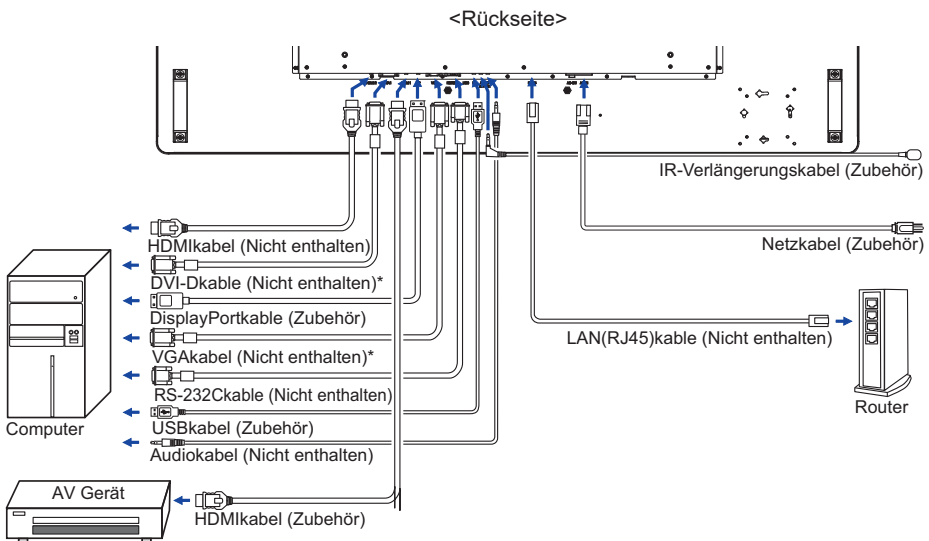 <Rückseite>
IR-Verlängerungskabel (Zubehör)
HDMIkabel (Nicht enthalten)
Netzkabel (Zubehör)
DVI-Dkable (Nicht enthalten)*
DisplayPortkable (Zubehör)
LAN(RJ45)kable (Nicht enthalten)
VGAkabel (Nicht enthalten)*
RS-232Ckable (Nicht enthalten)
Router
USBkabel (Zubehör)
Computer
Audiokabel (Nicht enthalten)
AV Gerät
HDMIkabel (Zubehör)